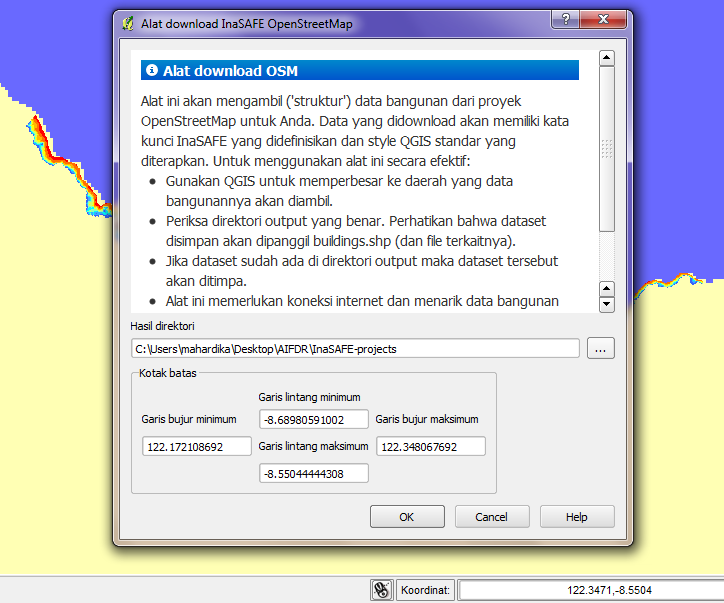 Alat download InaSAFE OpenStreetMap
Alat download OSM
Alat ini akan mengambil ('struktur') data bangunan dari proyek
OpenStreetMap untuk Anda. Data yang didownload akan memiliki kata
kunci InaSAFE yang didefinisikan dan style QGIS standar yang
diterapkan. Untuk menggunakan alat ini secara efektif:
• Gunakan QGIS untuk memperbesar ke daerah yang data
bangunannya akan diambil.
• Periksa direktori output yang benar. Perhatikan bahwa dataset
disimpan akan dipanggil buildings.shp (dan file terkaitnya).
• Jika dataset sudah ada di direktori output maka dataset tersebut
akan ditimpa.
• Alat ini memerlukan koneksi internet dan menarik data bangunan
Hasil direktori
C:\Users\mahardika\Desktop\AIFDR\InaSAFE-projects
...
Kotak batas
Garis lintang minimum
Garis bujur minimum
-8.68980591002
Garis bujur maksimum
122.172108692
Garis lintang maksimum
122.348067692
-8.55044444308
OK
Cancel
Help
Koordinat:
122.3471,-8.5504